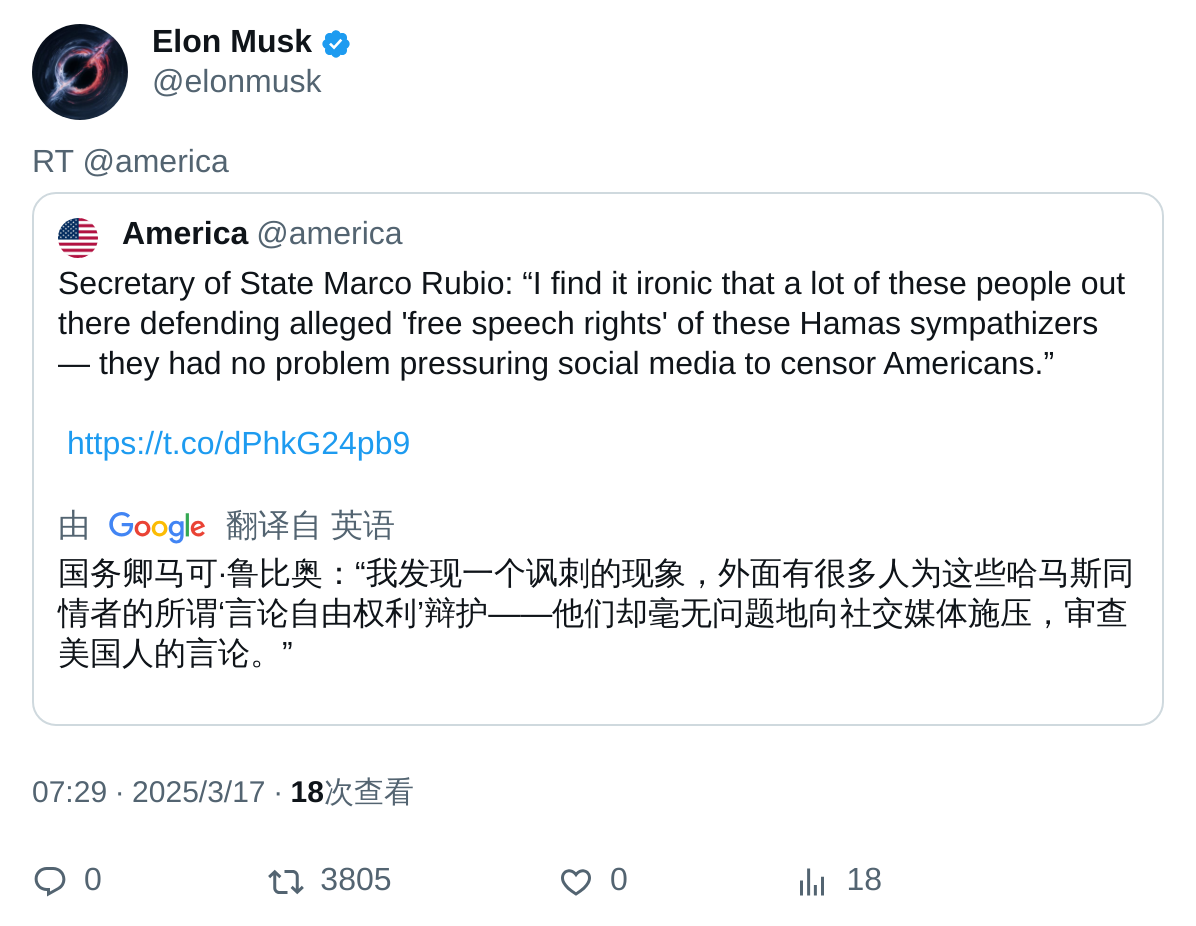 Elon Musk
@elonmusk
RT @america
America @america
Secretary of State Marco Rubio: “I find it ironic that a lot of these people out
there defending alleged 'free speech rights' of these Hamas sympathizers
— they had no problem pressuring social media to censor Americans.”
https://t.co/dPhkG24pb9
由 Google 翻译自 英语
国务卿马可·鲁比奥：“我发现一个讽刺的现象，外面有很多人为这些哈马斯同
情者的所谓‘言论自由权利’辩护——他们却毫无问题地向社交媒体施压，审查
美国人的言论。”
07:29 · 2025/3/17 · 18次查看
0 3805 0 18